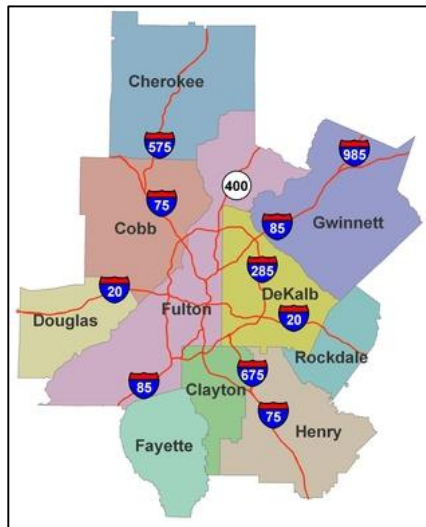 Cherokee
575
985
400
75
Cobb
85
Gwinnett
285
20
DeKalb
Douglas
Fulton
20
Rockdale
85
675
Clayton
75
Henry
Fayette